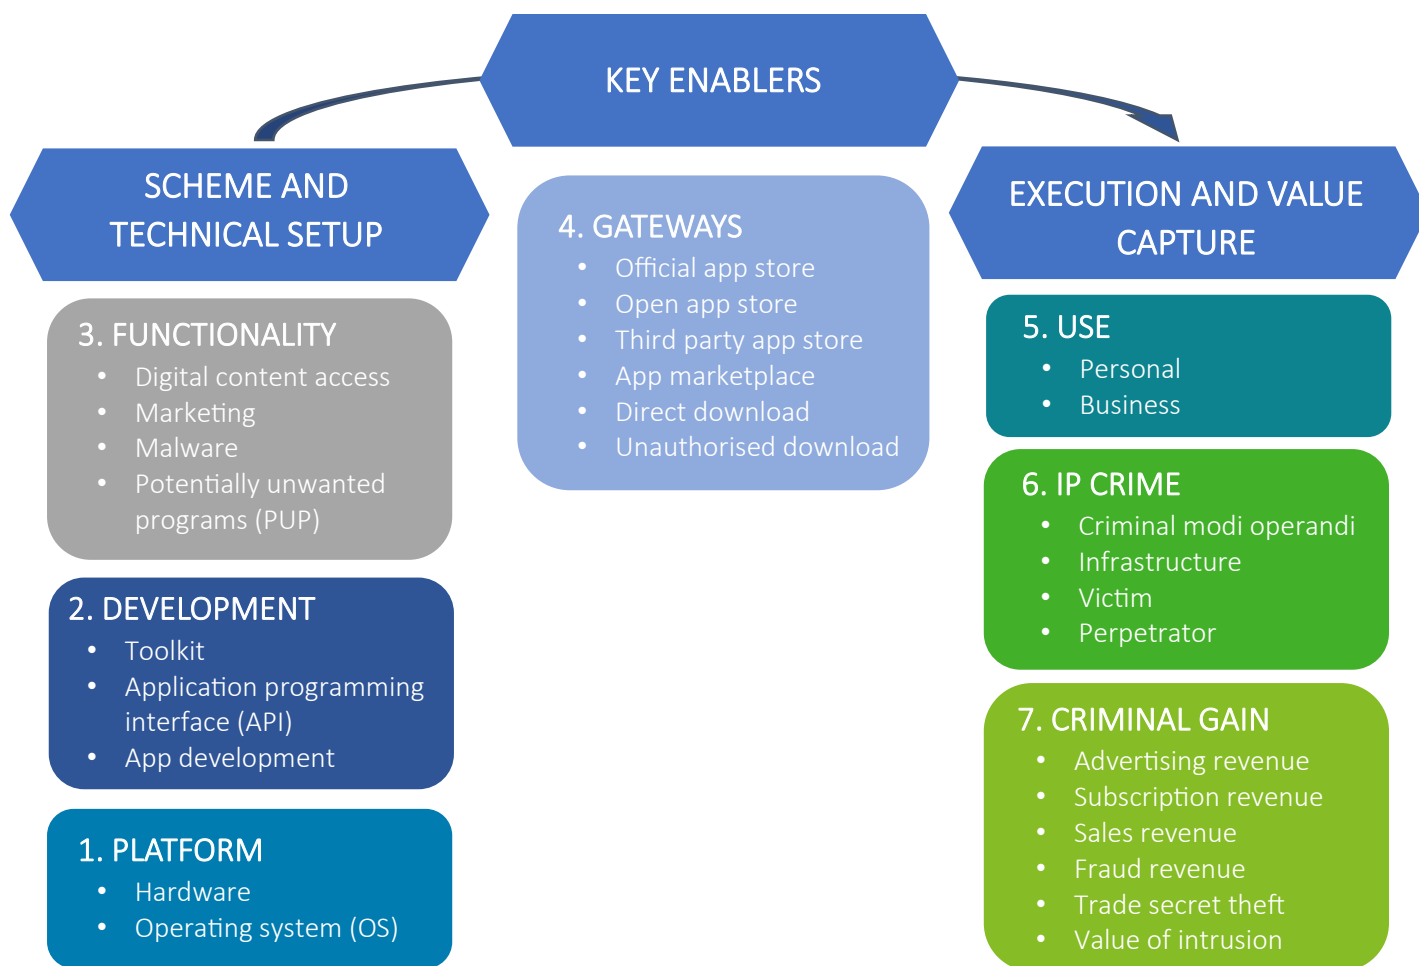 KEY ENABLERS
SCHEME AND
TECHNICAL SETUP
3. FUNCTIONALITY
• Digital content access
• Marketing
• Malware
• Potentially unwanted
programs (PUP)
2. DEVELOPMENT
• Toolkit
• Application programming
interface (API)
• App development
1. PLATFORM
• Hardware
• Operating system (OS)
4. GATEWAYS
• Official app store
• Open app store
• Third party app store
• App marketplace
• Direct download
• Unauthorised download
EXECUTION AND VALUE
CAPTURE
5. USE
• Personal
• Business
6. IP CRIME
• Criminal modi operandi
• Infrastructure
• Victim
• Perpetrator
7. CRIMINAL GAIN
• Advertising revenue
• Subscription revenue
• Sales revenue
• Fraud revenue
• Trade secret theft
• Value of intrusion